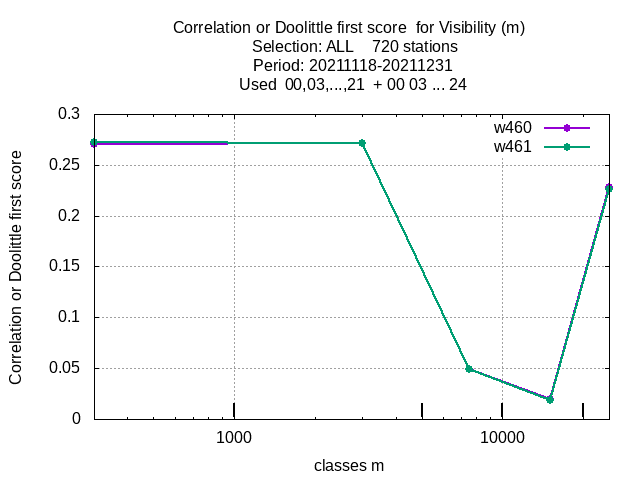 Correlation or Doolittle first score  for Visibility (m)
Selection: ALL    720 stations
Period: 20211118-20211231
Used  00,03,...,21  + 00 03 ... 24
Correlation or Doolittle first score
0.3
0.25
0.2
0.15
0.1
0.05
0
w460
w461
1000
10000
classes m